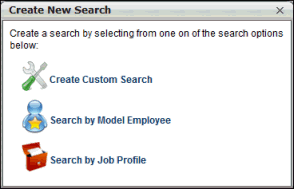 Create New Search
Create a search by selecting from one on of the search options
below:
Create Custom Search
Search by Model Employee
Search by Job Profile